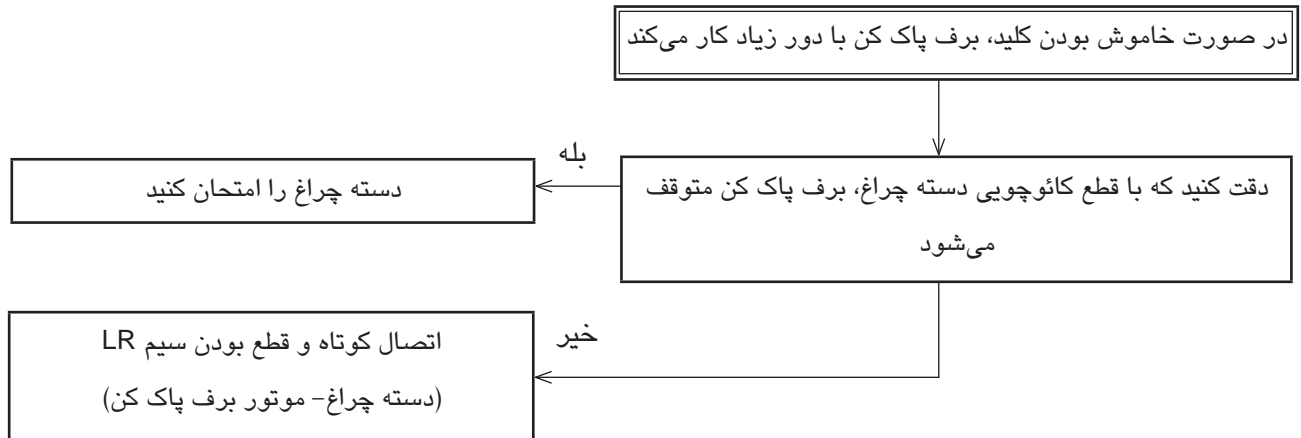 در صورت خاموش بودن کلید، برف پاک کن با دور زیاد کار می‌کند
بله
دقت کنید که با قطع کائوچویی دسته چراغ، برف پاک کن متوقف
می‌شود
دسته چراغ را امتحان کنید
خیر
اتصال کوتاه و قطع بودن سیم LR
(دسته چراغ- موتور برف پاک کن)